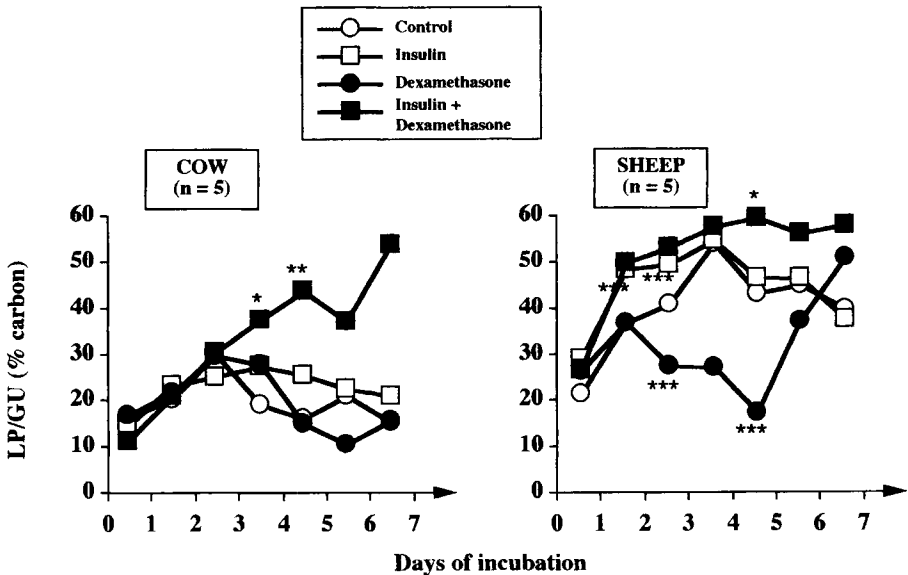 Control
Insulin
Dexamethasone
Insulin +
Dexamethasone
COW
(n = 5)
SHEEP
(n = 5)
LP/GU (% carbon)
60
50
40
30
20
10
0
*
**
0 1 2 3 4 5 6 7
60
50
40
30
20
10
0
*
***
***
***
***
0 1 2 3 4 5 6 7
Days of incubation